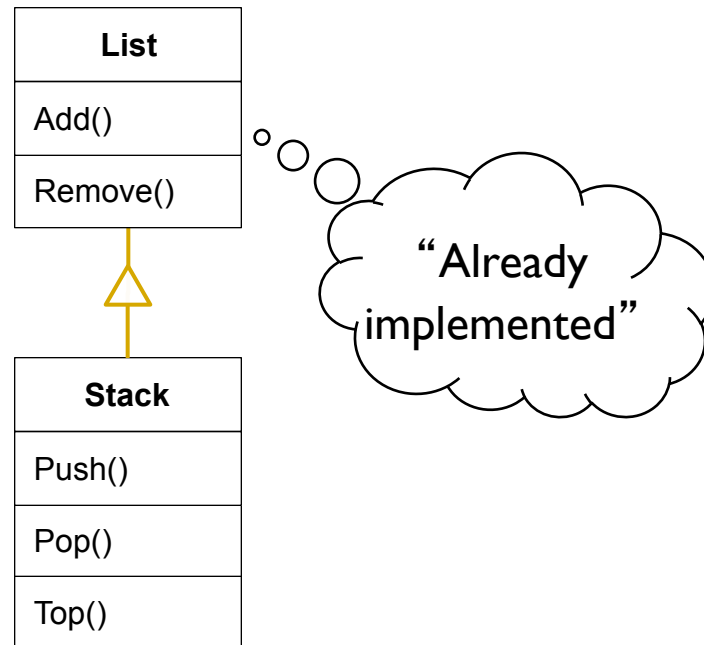 List
Add()
Remove()
“Already
implemented”
Stack
Push()
Pop()
Top()